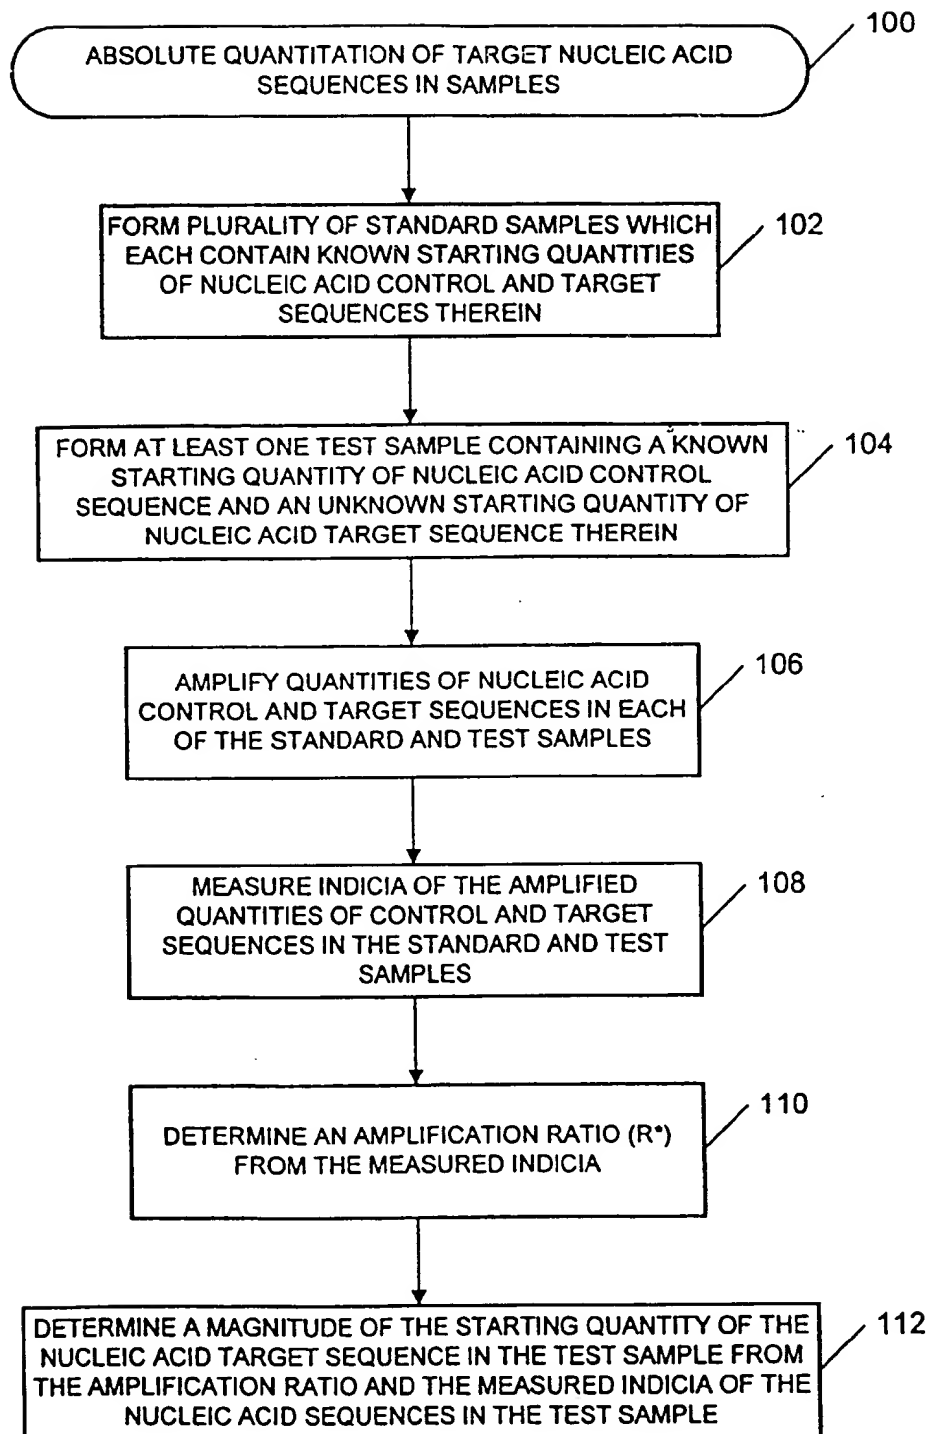 100
ABSOLUTE QUANTITATION OF TARGET NUCLEIC ACID
SEQUENCES IN SAMPLES
FORM PLURALITY OF STANDARD SAMPLES WHICH
EACH CONTAIN KNOWN STARTING QUANTITIES
OF NUCLEIC ACID CONTROL AND TARGET
SEQUENCES THEREIN
102
FORM AT LEAST ONE TEST SAMPLE CONTAINING A KNOWN
STARTING QUANTITY OF NUCLEIC ACID CONTROL
SEQUENCE AND AN UNKNOWN STARTING QUANTITY OF
NUCLEIC ACID TARGET SEQUENCE THEREIN
104
AMPLIFY QUANTITIES OF NUCLEIC ACID
CONTROL AND TARGET SEQUENCES IN EACH
OF THE STANDARD AND TEST SAMPLES
106
MEASURE INDICIA OF THE AMPLIFIED
QUANTITIES OF CONTROL AND TARGET
SEQUENCES IN THE STANDARD AND TEST
SAMPLES
108
DETERMINE AN AMPLIFICATION RATIO (R*)
FROM THE MEASURED INDICIA
110
DETERMINE A MAGNITUDE OF THE STARTING QUANTITY OF THE
NUCLEIC ACID TARGET SEQUENCE IN THE TEST SAMPLE FROM
THE AMPLIFICATION RATIO AND THE MEASURED INDICIA OF THE
NUCLEIC ACID SEQUENCES IN THE TEST SAMPLE
112